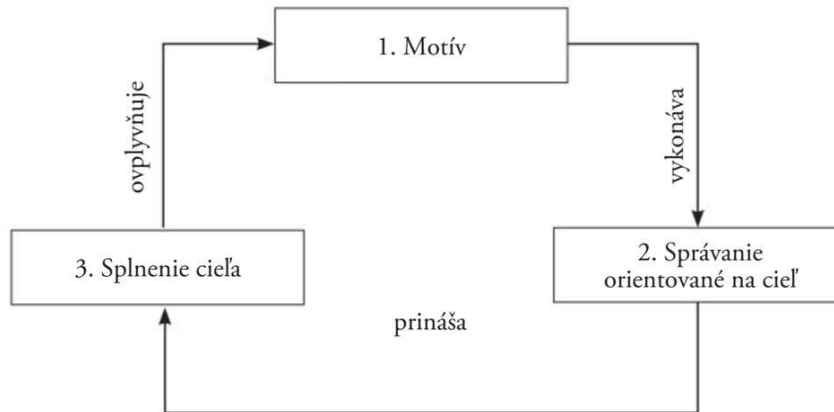 1. Motív
ovplyvňuje
vykonáva
3. Splnenie cieľa
2. Správanie
orientované na cieľ
prináša